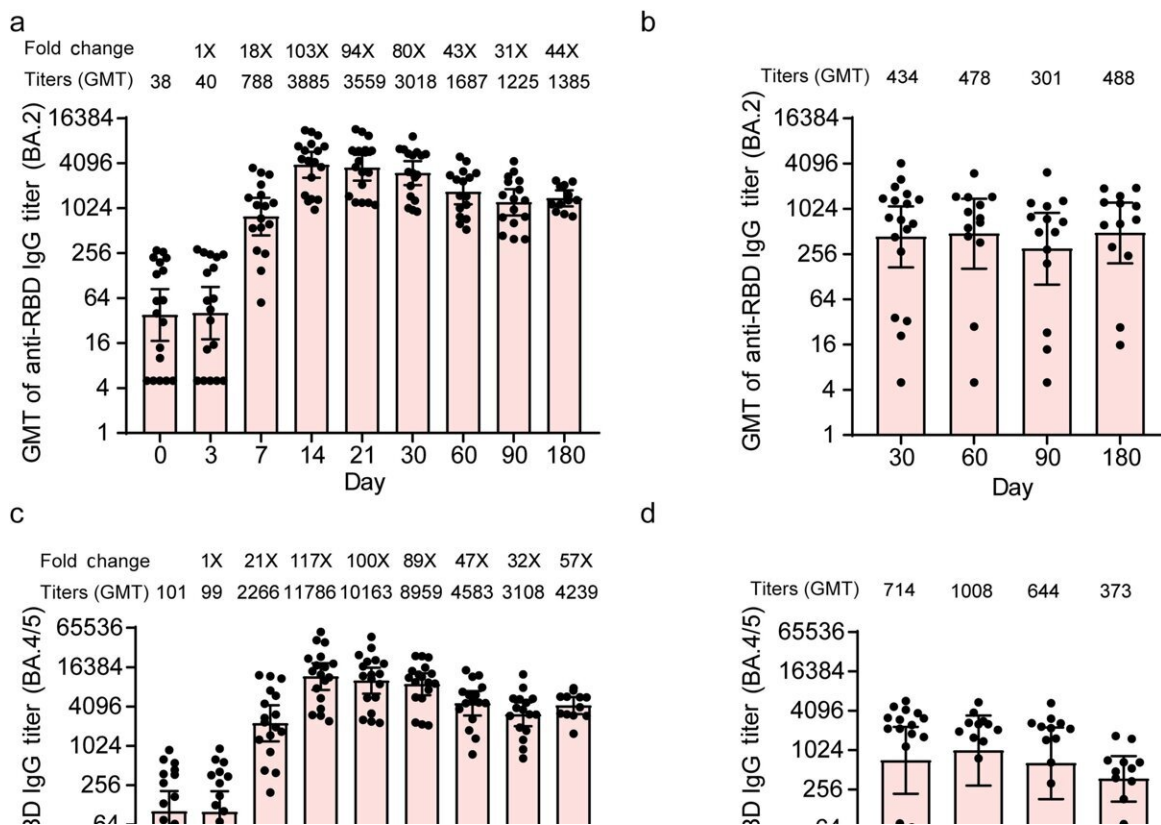 a
Fold change 1X 18X 103X 94X 80X 43X 31X 44X
Titers (GMT) 38 40 788 3885 3559 3018 1687 1225 1385
GMT of anti-RBD IgG titer (BA.2)
16384
4096
1024
256
64
16
4
1
0 3 7 14 21 30 60 90 180
Day
b
Titers (GMT) 434 478 301 488
GMT of anti-RBD IgG titer (BA.2)
16384
4096
1024
256
64
16
4
1
30 60 90 180
Day
c
Fold change 1X 21X 117X 100X 89X 47X 32X 57X
Titers (GMT) 101 99 2266 11786 10163 8959 4583 3108 4239
BD IgG titer (BA.4/5)
65536
16384
4096
1024
256
64
d
Titers (GMT) 714 1008 644 373
BD IgG titer (BA.4/5)
65536
16384
4096
1024
256
64